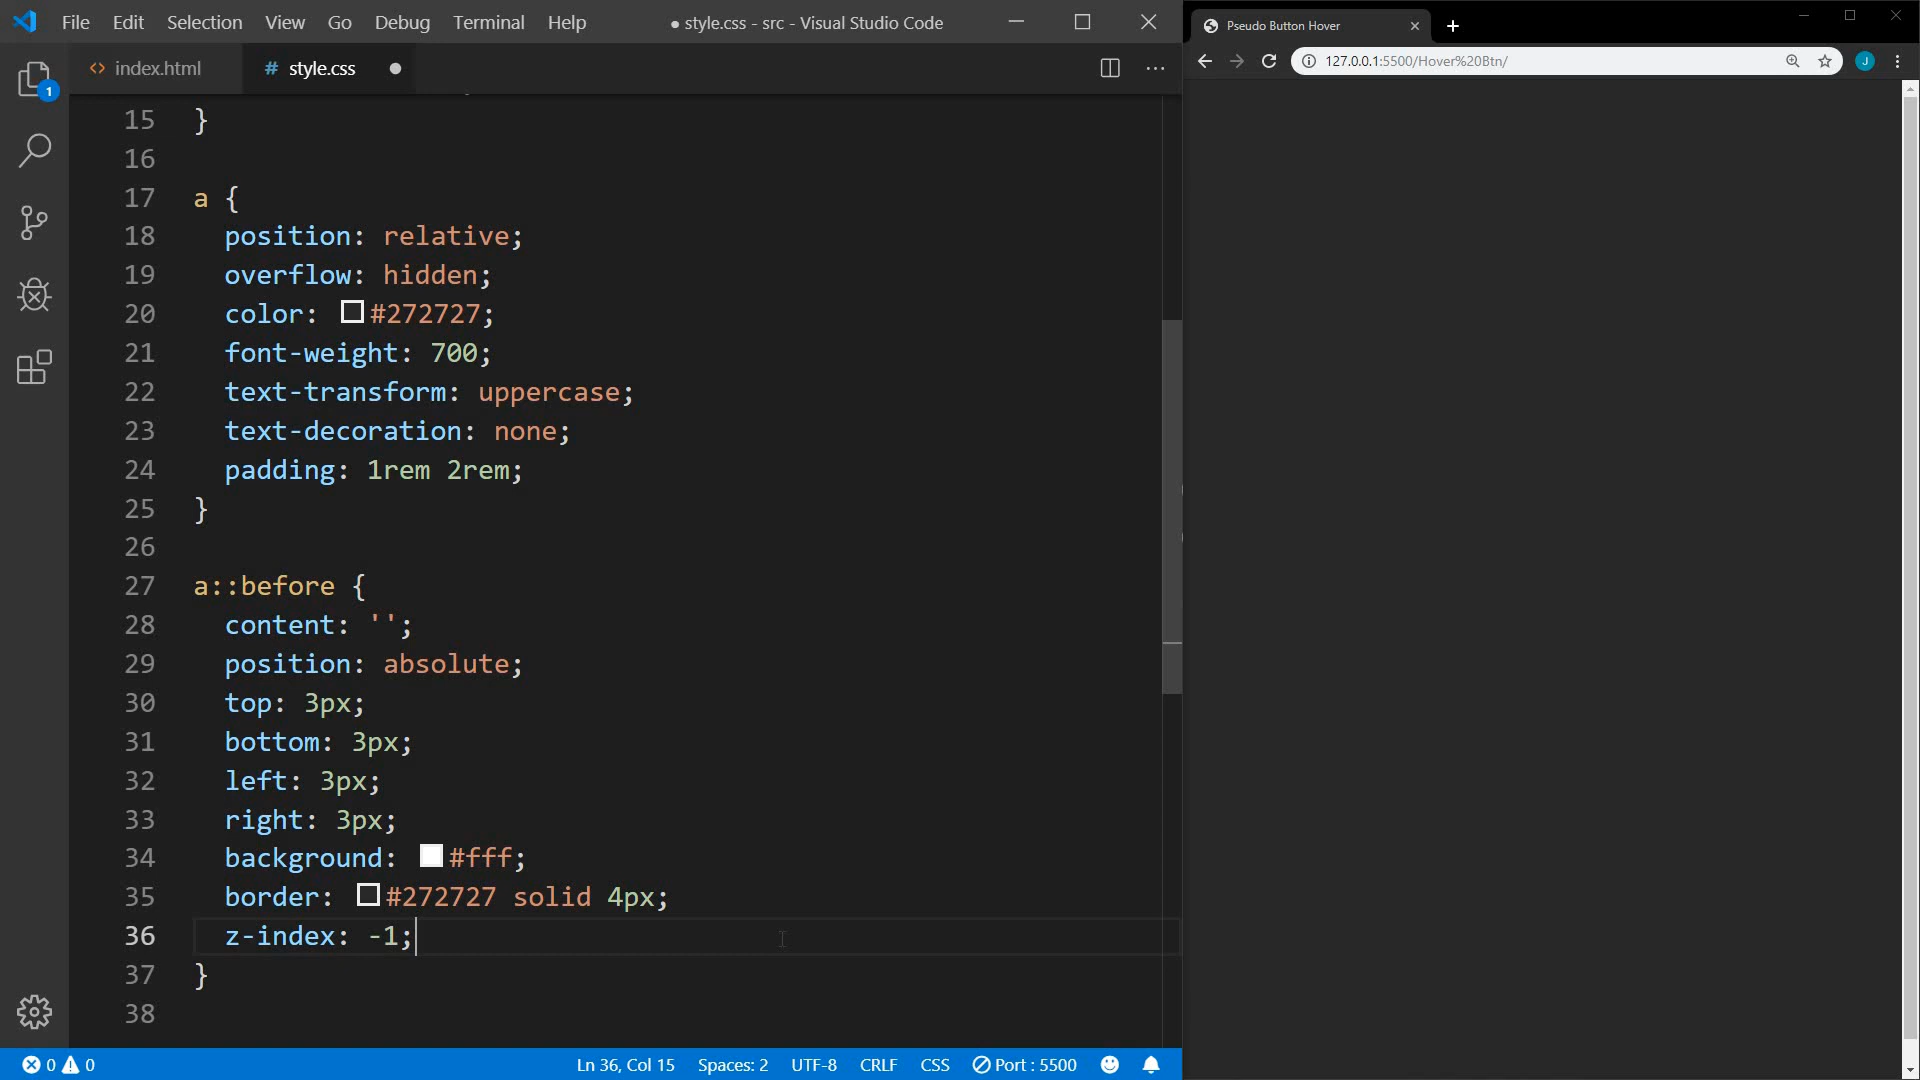 File Edit Selection View Go Debug Terminal Help
● style.css - src - Visual Studio Code
<> index.html
# style.css ●
1
15 }
16
17 a {
18 position: relative;
19 overflow: hidden;
20 color: #272727;
21 font-weight: 700;
22 text-transform: uppercase;
23 text-decoration: none;
24 padding: 1rem 2rem;
25 }
26
27 a::before {
28 content: '';
29 position: absolute;
30 top: 3px;
31 bottom: 3px;
32 left: 3px;
33 right: 3px;
34 background: #fff;
35 border: #272727 solid 4px;
36 z-index: -1;
37 }
38
0 0 Ln 36, Col 15 Spaces: 2 UTF-8 CRLF CSS Port : 5500
Pseudo Button Hover
127.0.0.1:5500/Hover%20Btn/
J